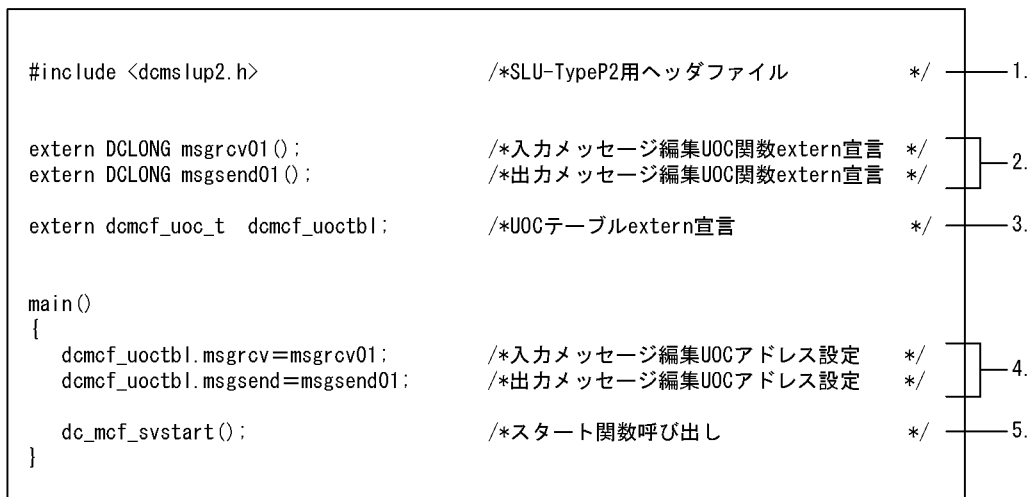 #include <dcmslup2.h> /*SLU-TypeP2用ヘッダファイル */ 1.
extern DCLONG msgrcv01(); /*入力メッセージ編集UOC関数extern宣言 */
2.
extern DCLONG msgsend01(); /*出力メッセージ編集UOC関数extern宣言 */
extern dcmcf_uoc_t dcmcf_uoctbl; /*UOCテーブルextern宣言 */ 3.
main()
{
dcmcf_uoctbl.msgrcv=msgrcv01; /*入力メッセージ編集UOCアドレス設定 */
4.
dcmcf_uoctbl.msgsend=msgsend01; /*出力メッセージ編集UOCアドレス設定 */
dc_mcf_svstart(); /*スタート関数呼び出し */ 5.
}